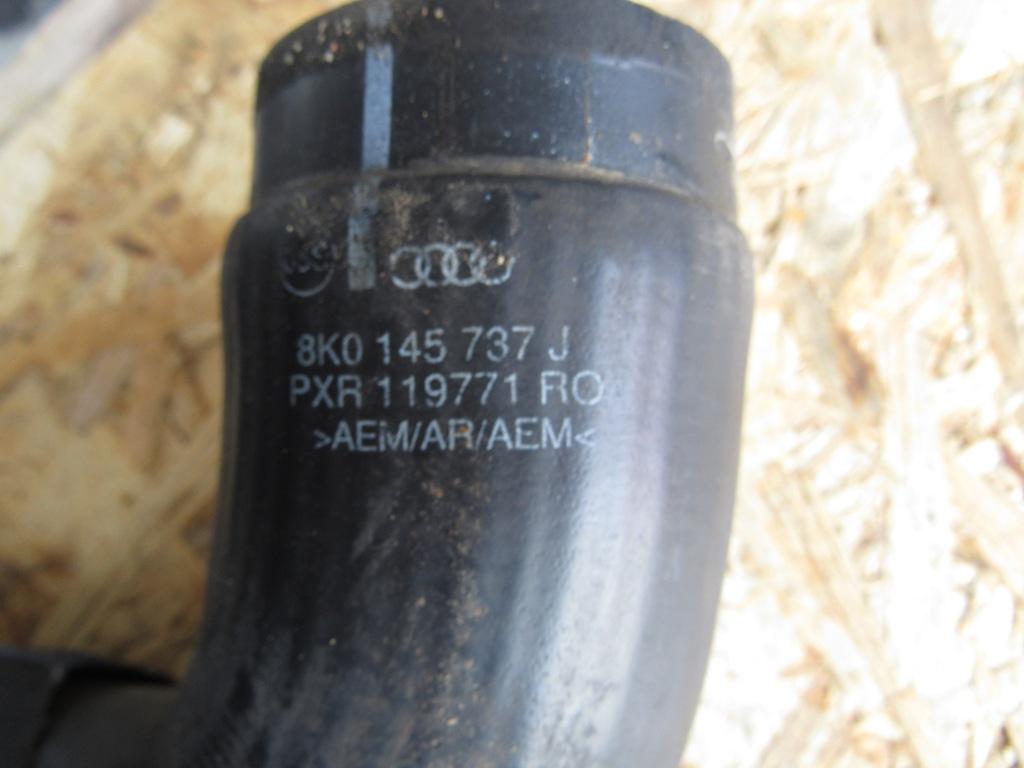 8K0 145 737 J
PXR 119771 RO
>AEM/AR/AEM<